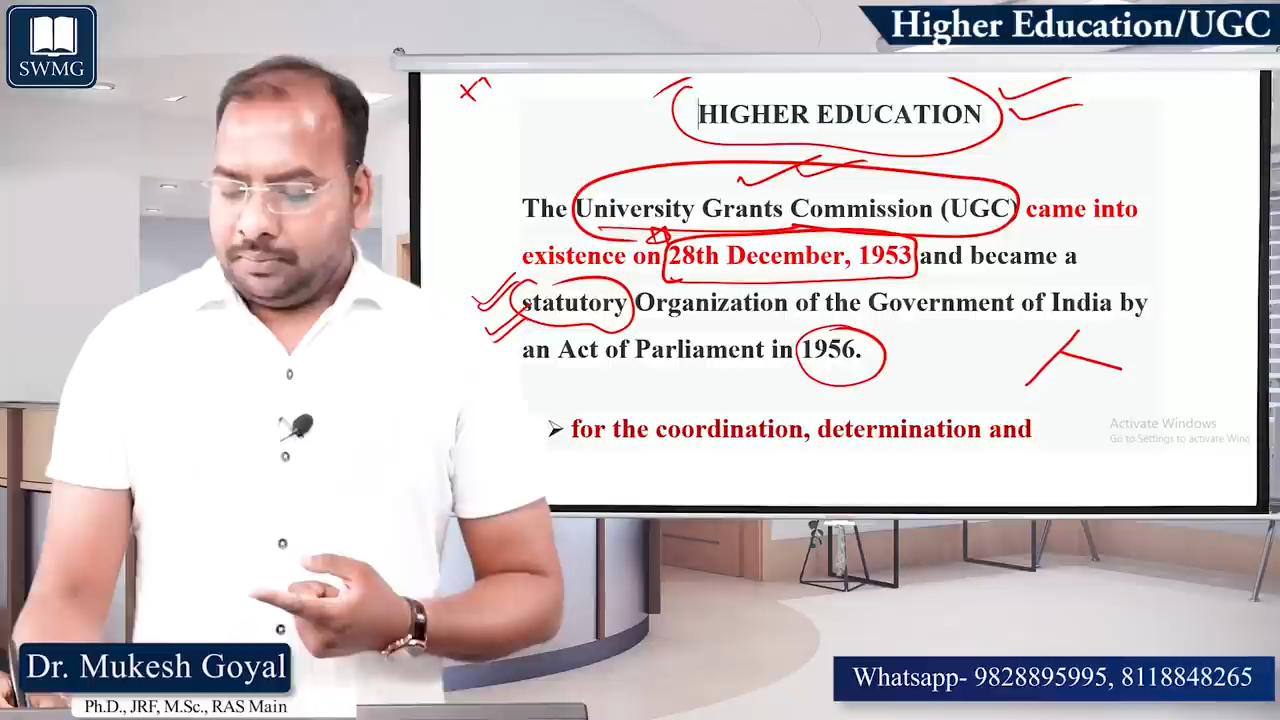 SWMG
Higher Education/UGC
HIGHER EDUCATION
The University Grants Commission (UGC) came into
existence on 28th December, 1953 and became a
statutory Organization of the Government of India by
an Act of Parliament in 1956.
➢ for the coordination, determination and
Activate Windows
Go to Settings to activate Wind
Dr. Mukesh Goyal
Ph.D., JRF, M.Sc., RAS Main
Whatsapp- 9828895995, 8118848265